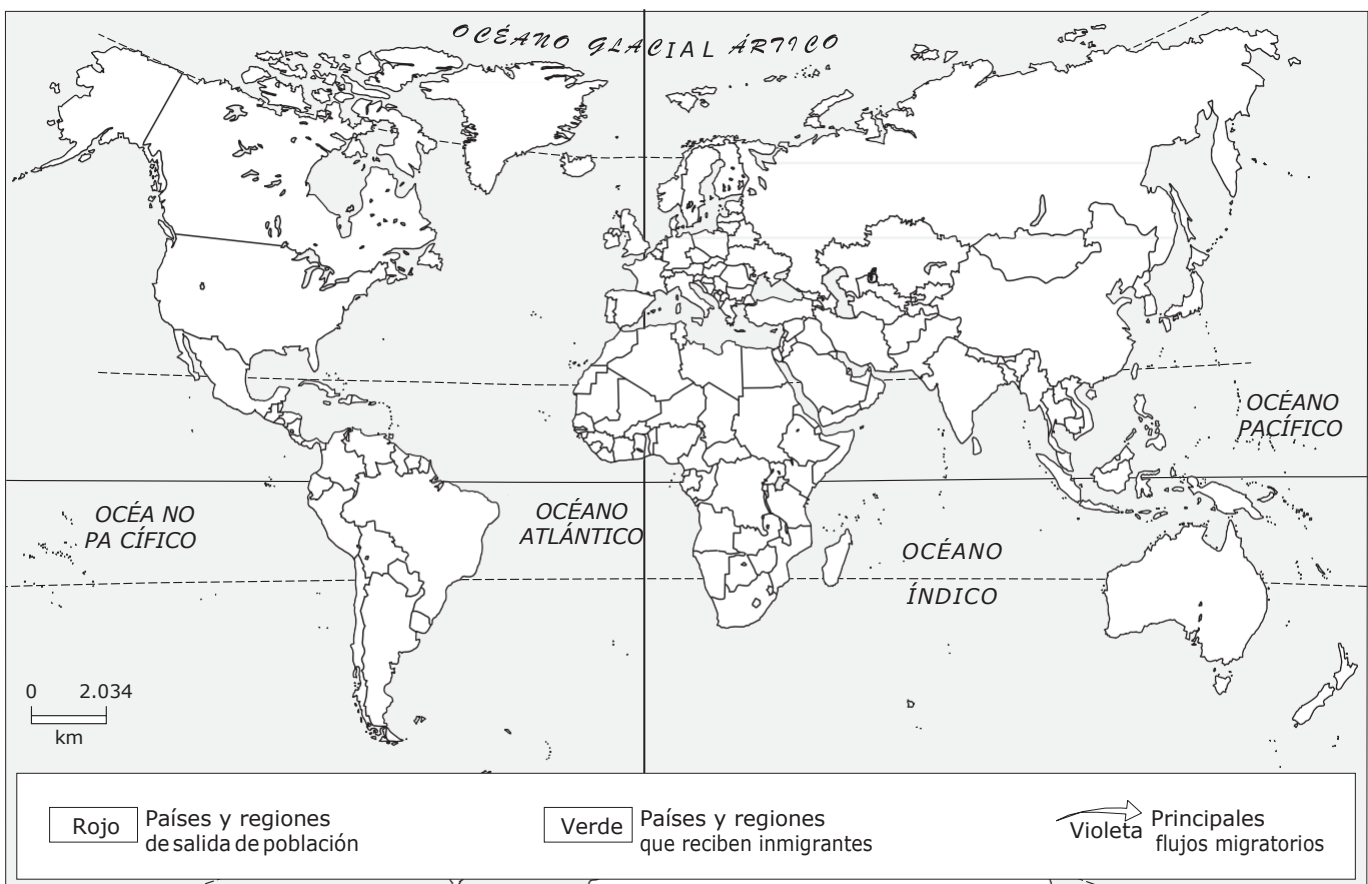 OCÉANO GLACIAL ÁRTICO
OCÉANO
PACÍFICO
OCÉA NO
PA CÍFICO
OCÉANO
ATLÁNTICO
OCÉANO
ÍNDICO
0 2.034
km
Rojo
Países y regiones
de salida de población
Verde
Países y regiones
que reciben inmigrantes
Violeta
Principales
flujos migratorios